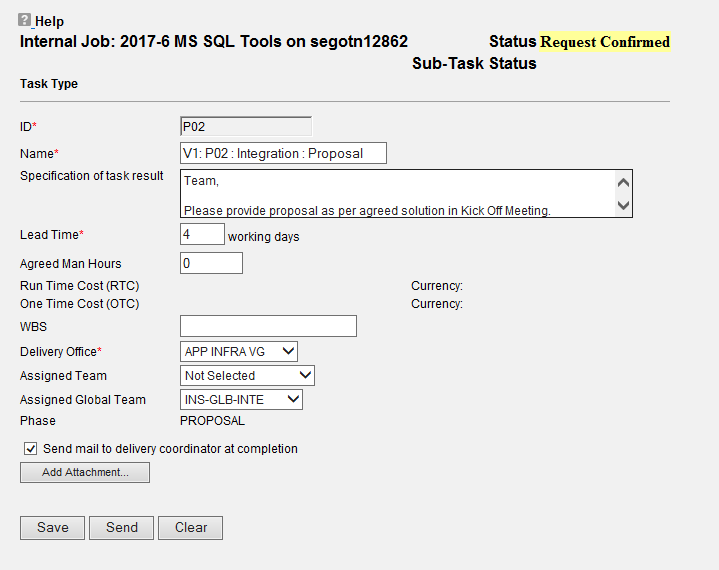 ? Help
Internal Job: 2017-6 MS SQL Tools on segotn12862 Status Request Confirmed
Sub-Task Status
Task Type
ID* P02
Name* V1: P02 : Integration : Proposal
Specification of task result Team,
Please provide proposal as per agreed solution in Kick Off Meeting.
Lead Time* 4 working days
Agreed Man Hours 0
Run Time Cost (RTC) Currency:
One Time Cost (OTC) Currency:
WBS
Delivery Office* APP INFRA VG
Assigned Team Not Selected
Assigned Global Team INS-GLB-INTE
Phase PROPOSAL
Send mail to delivery coordinator at completion
Add Attachment...
Save Send Clear